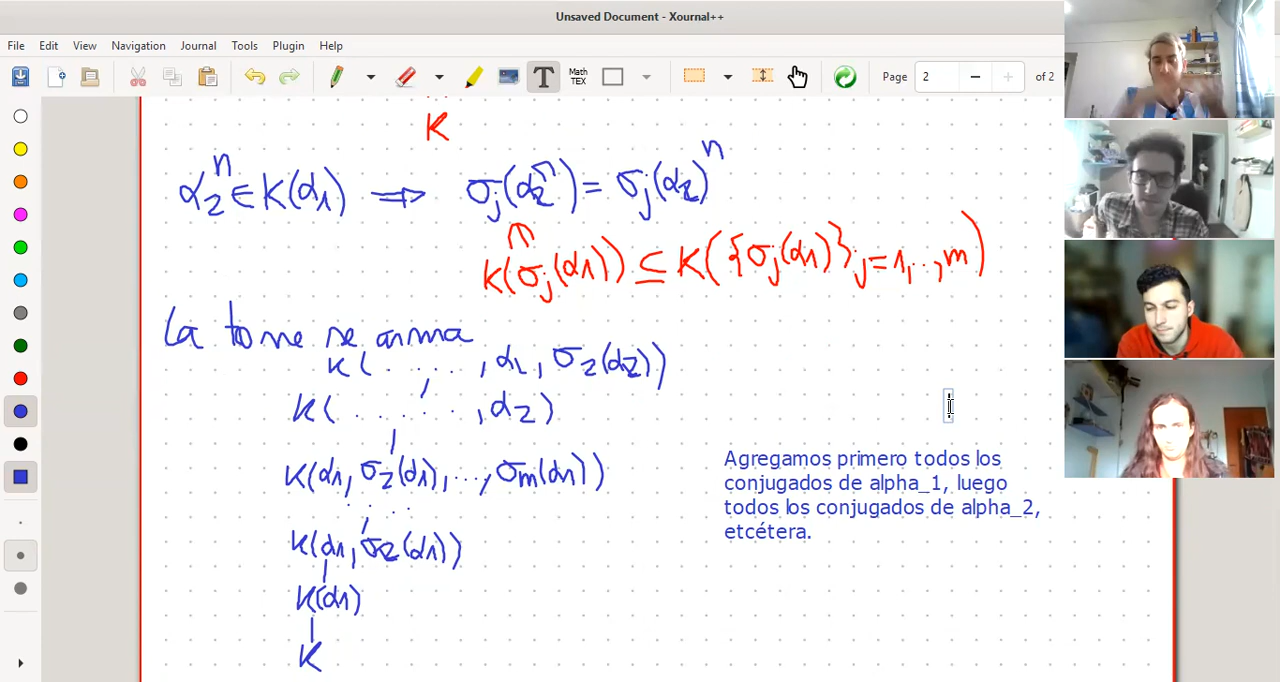 Unsaved Document - Xournal++
File Edit View Navigation Journal Tools Plugin Help
T Math TEX Page 2 of 2
K
α₂ⁿ ∈ K(α₁) ⟹ σⱼ(α₂ⁿ) = σⱼ(α₂)ⁿ
K(σⱼ(α₁)) ⊆ K({σⱼ(α₁)}ⱼ₌₁,..,ₘ)
La torre se arma
K( . . . . . , α₂, σ₂(α₂))
K( . . . . . , α₂)
K(α₁, σ₂(α₁), ..., σₘ(α₁))
. . . .
K(α₁, σ₂(α₁))
K(α₁)
K
Agregamos primero todos los
conjugados de alpha_1, luego
todos los conjugados de alpha_2,
etcétera.